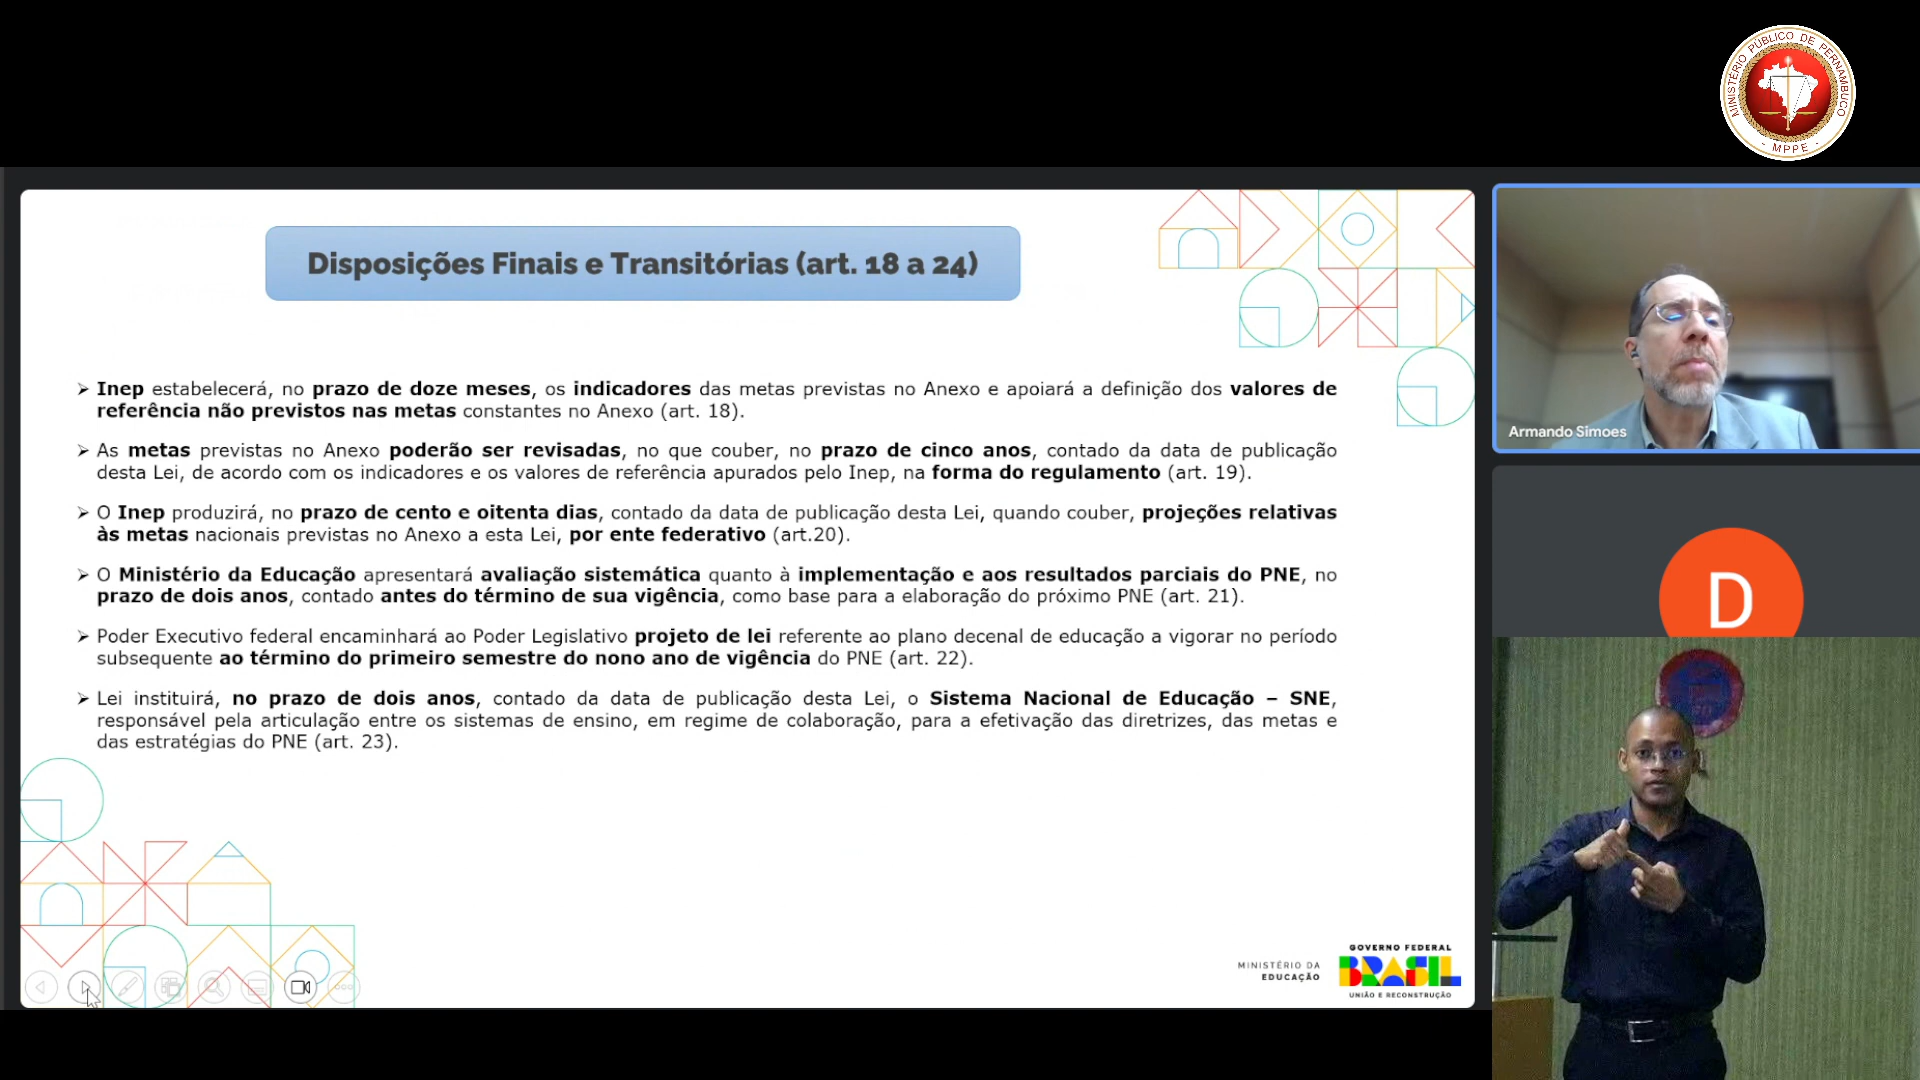 MINISTÉRIO PÚBLICO DE PERNAMBUCO
- MPPE -
Disposições Finais e Transitórias (art. 18 a 24)
➢ Inep estabelecerá, no prazo de doze meses, os indicadores das metas previstas no Anexo e apoiará a definição dos valores de
referência não previstos nas metas constantes no Anexo (art. 18).
➢ As metas previstas no Anexo poderão ser revisadas, no que couber, no prazo de cinco anos, contado da data de publicação
desta Lei, de acordo com os indicadores e os valores de referência apurados pelo Inep, na forma do regulamento (art. 19).
➢ O Inep produzirá, no prazo de cento e oitenta dias, contado da data de publicação desta Lei, quando couber, projeções relativas
às metas nacionais previstas no Anexo a esta Lei, por ente federativo (art.20).
➢ O Ministério da Educação apresentará avaliação sistemática quanto à implementação e aos resultados parciais do PNE, no
prazo de dois anos, contado antes do término de sua vigência, como base para a elaboração do próximo PNE (art. 21).
➢ Poder Executivo federal encaminhará ao Poder Legislativo projeto de lei referente ao plano decenal de educação a vigorar no período
subsequente ao término do primeiro semestre do nono ano de vigência do PNE (art. 22).
➢ Lei instituirá, no prazo de dois anos, contado da data de publicação desta Lei, o Sistema Nacional de Educação – SNE,
responsável pela articulação entre os sistemas de ensino, em regime de colaboração, para a efetivação das diretrizes, das metas e
das estratégias do PNE (art. 23).
MINISTÉRIO DA
EDUCAÇÃO
GOVERNO FEDERAL
BRASIL
UNIÃO E RECONSTRUÇÃO
Armando Simoes
D